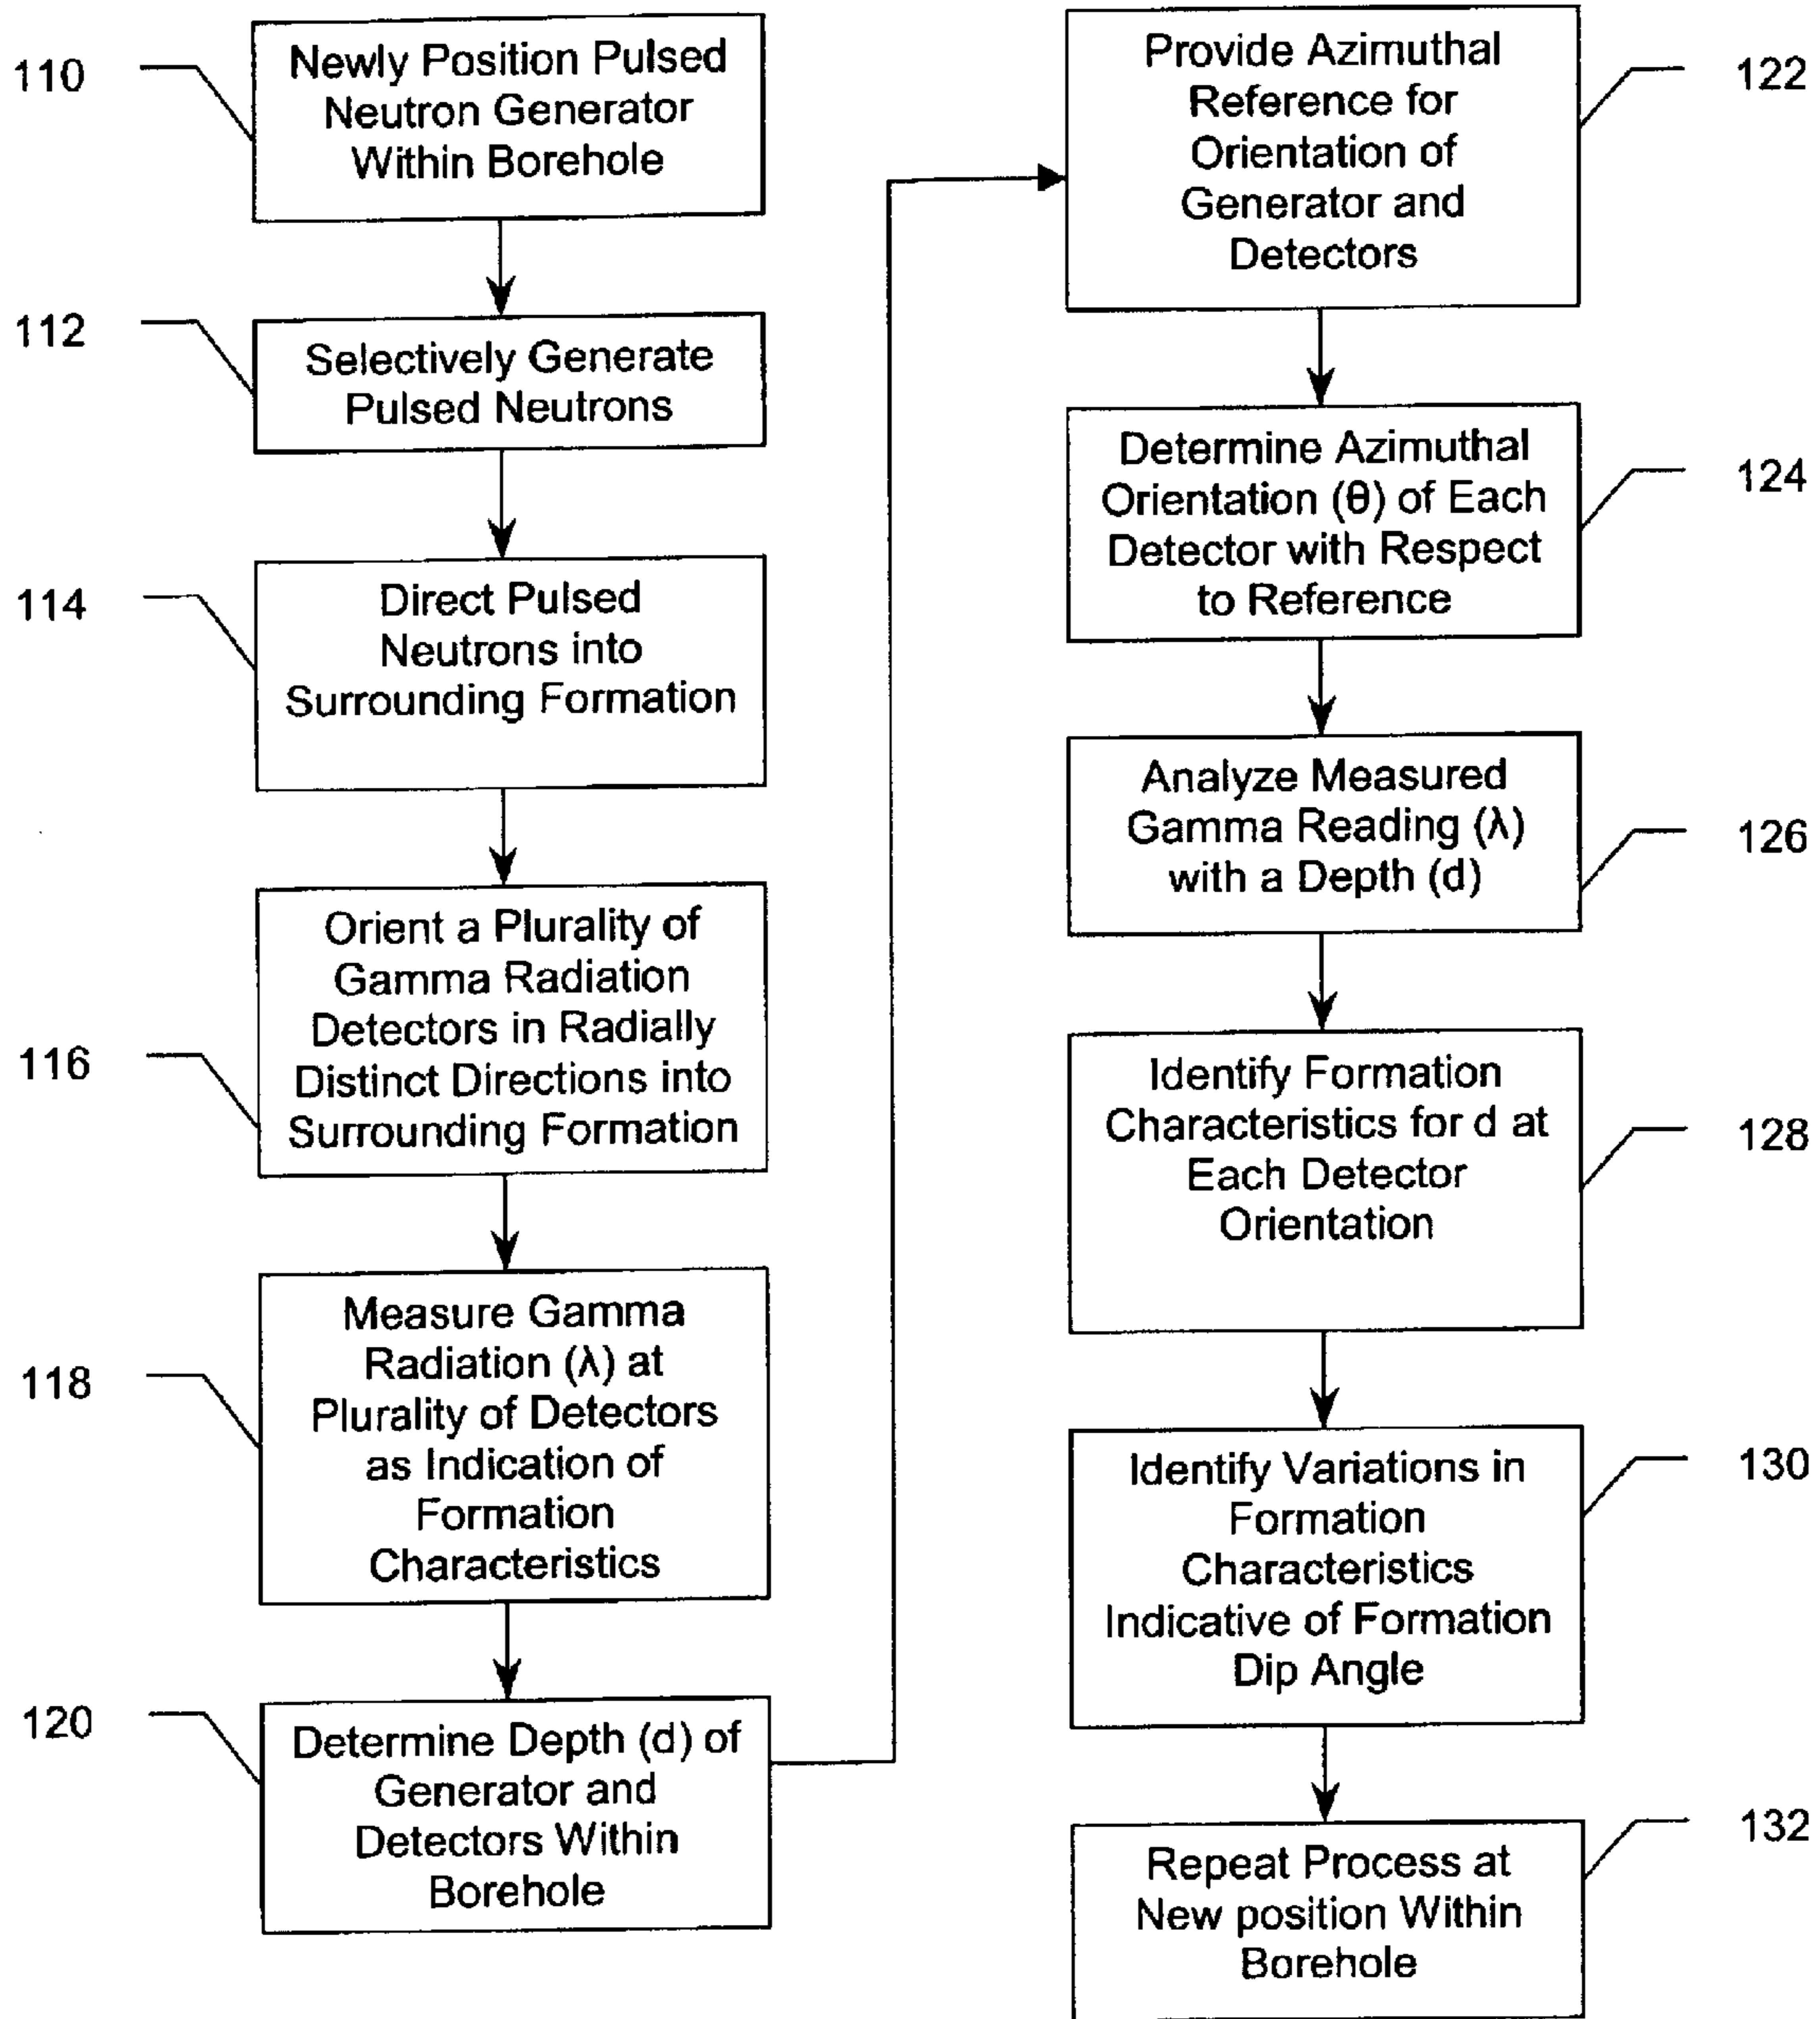 110
Newly Position Pulsed
Neutron Generator
Within Borehole
112
Selectively Generate
Pulsed Neutrons
114
Direct Pulsed
Neutrons into
Surrounding Formation
116
Orient a Plurality of
Gamma Radiation
Detectors in Radially
Distinct Directions into
Surrounding Formation
118
Measure Gamma
Radiation (λ) at
Plurality of Detectors
as Indication of
Formation
Characteristics
120
Determine Depth (d) of
Generator and
Detectors Within
Borehole
Provide Azimuthal
Reference for
Orientation of
Generator and
Detectors
122
Determine Azimuthal
Orientation (θ) of Each
Detector with Respect
to Reference
124
Analyze Measured
Gamma Reading (λ)
with a Depth (d)
126
Identify Formation
Characteristics for d at
Each Detector
Orientation
128
Identify Variations in
Formation
Characteristics
Indicative of Formation
Dip Angle
130
Repeat Process at
New position Within
Borehole
132